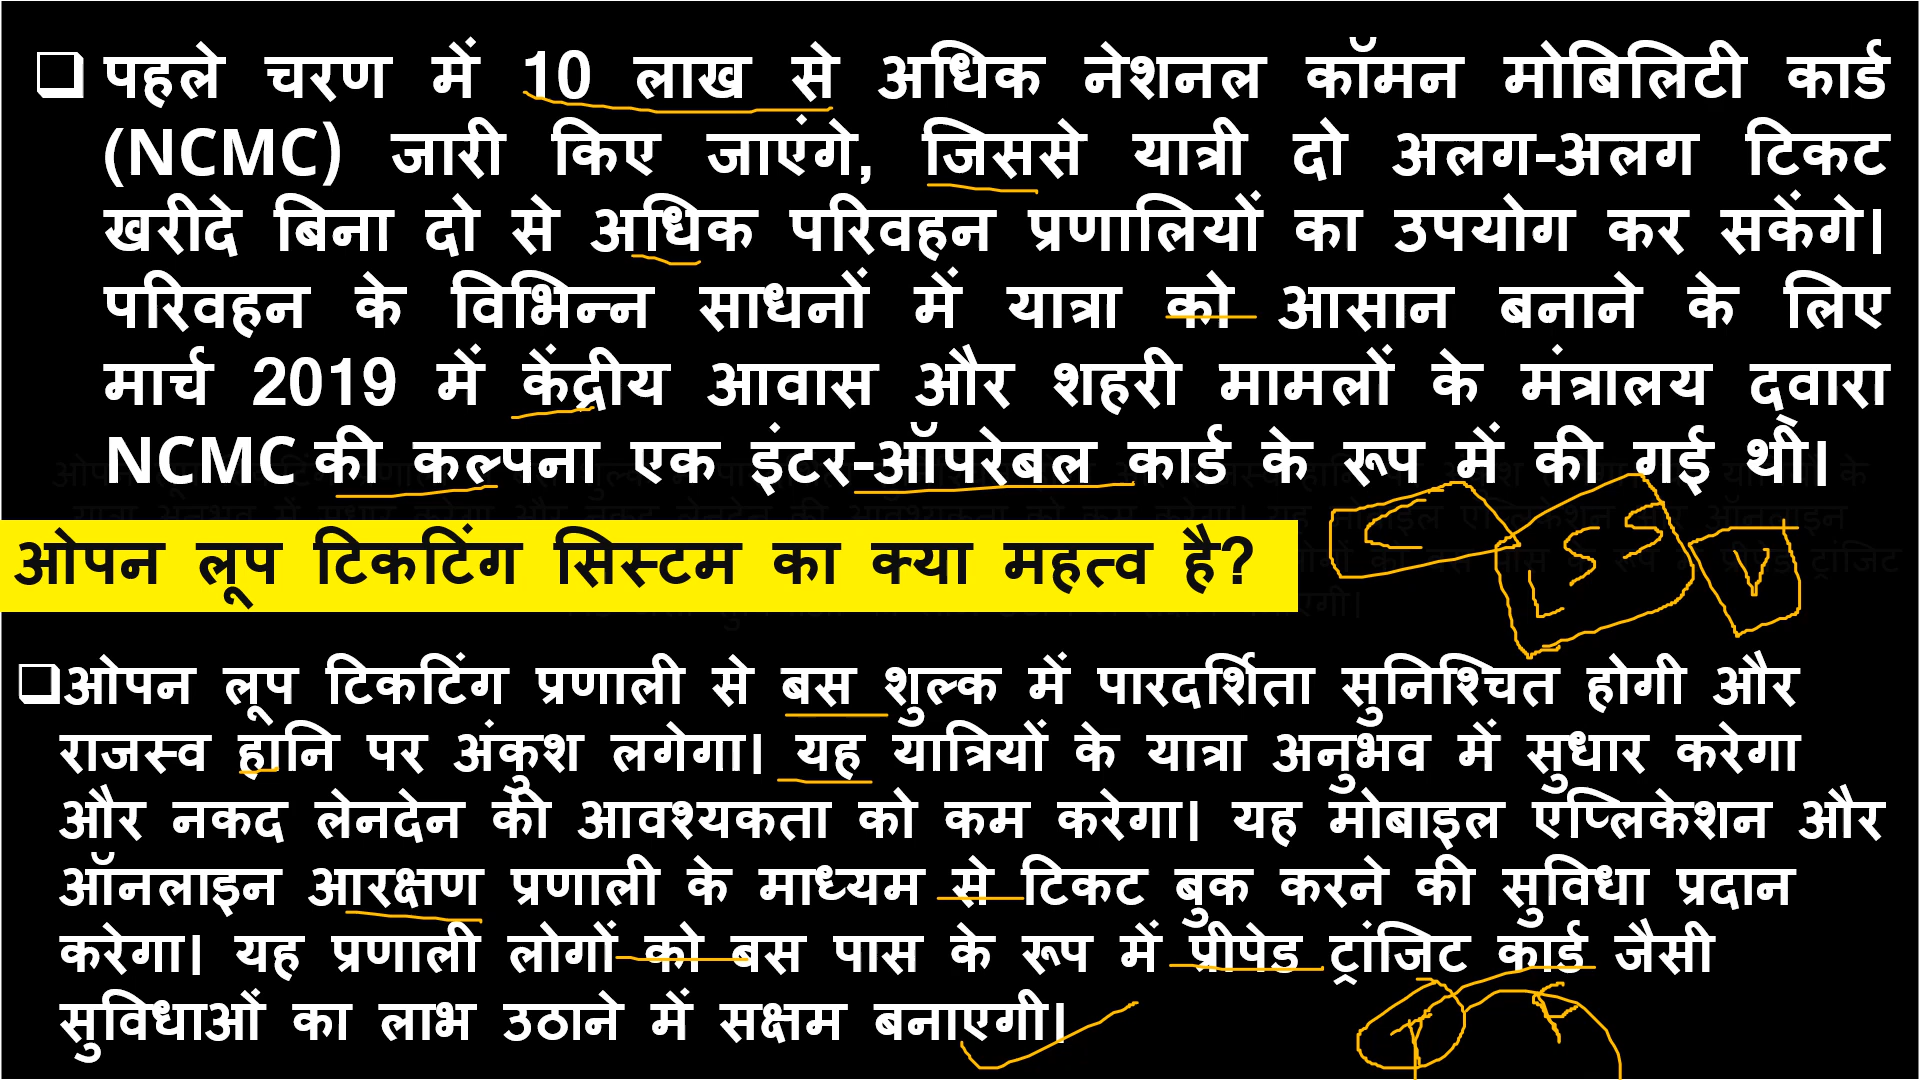 पहले चरण में 10 लाख से अधिक नेशनल कॉमन मोबिलिटी कार्ड
(NCMC) जारी किए जाएंगे, जिससे यात्री दो अलग-अलग टिकट
खरीदे बिना दो से अधिक परिवहन प्रणालियों का उपयोग कर सकेंगे।
परिवहन के विभिन्न साधनों में यात्रा को आसान बनाने के लिए
मार्च 2019 में केंद्रीय आवास और शहरी मामलों के मंत्रालय द्वारा
NCMC की कल्पना एक इंटर-ऑपरेबल कार्ड के रूप में की गई थी।
ओपन लूप टिकटिंग सिस्टम का क्या महत्व है?
ओपन लूप टिकटिंग प्रणाली से बस शुल्क में पारदर्शिता सुनिश्चित होगी और
राजस्व हानि पर अंकुश लगेगा। यह यात्रियों के यात्रा अनुभव में सुधार करेगा
और नकद लेनदेन की आवश्यकता को कम करेगा। यह मोबाइल एप्लिकेशन और
ऑनलाइन आरक्षण प्रणाली के माध्यम से टिकट बुक करने की सुविधा प्रदान
करेगा। यह प्रणाली लोगों को बस पास के रूप में प्रीपेड ट्रांजिट कार्ड जैसी
सुविधाओं का लाभ उठाने में सक्षम बनाएगी।